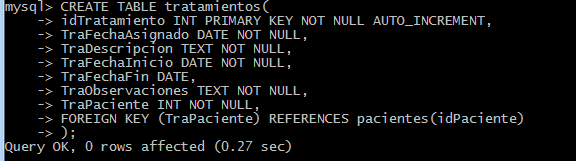 mysql> CREATE TABLE tratamientos(
-> idTratamiento INT PRIMARY KEY NOT NULL AUTO_INCREMENT,
-> TraFechaAsignado DATE NOT NULL,
-> TraDescripcion TEXT NOT NULL,
-> TraFechaInicio DATE NOT NULL,
-> TraFechaFin DATE,
-> TraObservaciones TEXT NOT NULL,
-> TraPaciente INT NOT NULL,
-> FOREIGN KEY (TraPaciente) REFERENCES pacientes(idPaciente)
-> );
Query OK, 0 rows affected (0.27 sec)